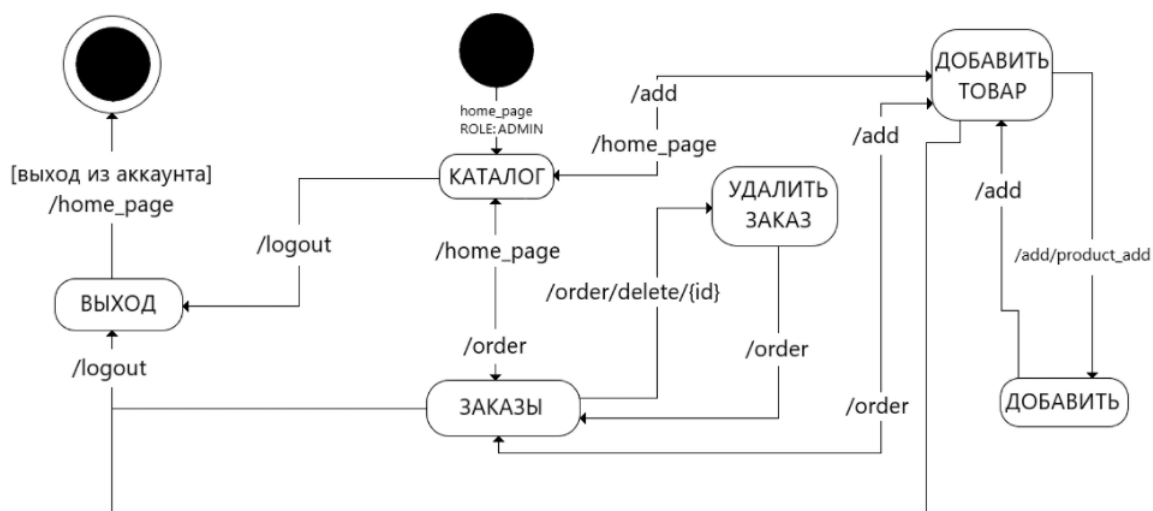 ДОБАВИТЬ
ТОВАР
/add
home_page
ROLE:ADMIN
/home_page
/add
КАТАЛОГ
[выход из аккаунта]
/home_page
УДАЛИТЬ
ЗАКАЗ
/add
/logout
/home_page
/add/product_add
/order/delete/{id}
ВЫХОД
/order
/order
/logout
ЗАКАЗЫ
/order
ДОБАВИТЬ